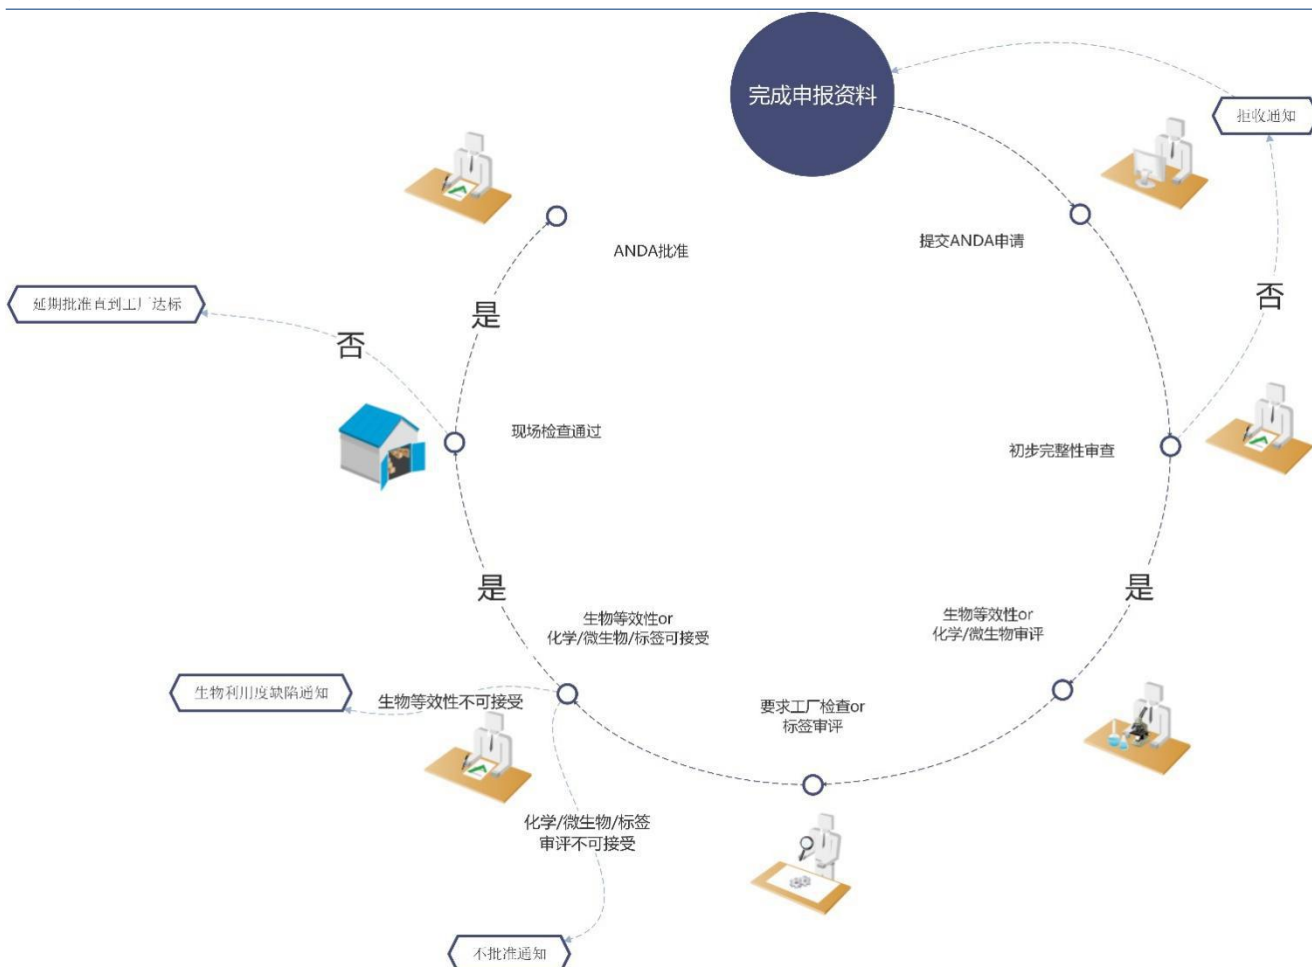 完成申报资料
拒收通知
提交ANDA申请
ANDA批准
否
延期批准直到工厂达标
是
否
现场检查通过
初步完整性审查
是
是
生物等效性or
化学/微生物/标签可接受
生物等效性or
化学/微生物审评
生物利用度缺陷通知
生物等效性不可接受
要求工厂检查or
标签审评
化学/微生物/标签
审评不可接受
不批准通知